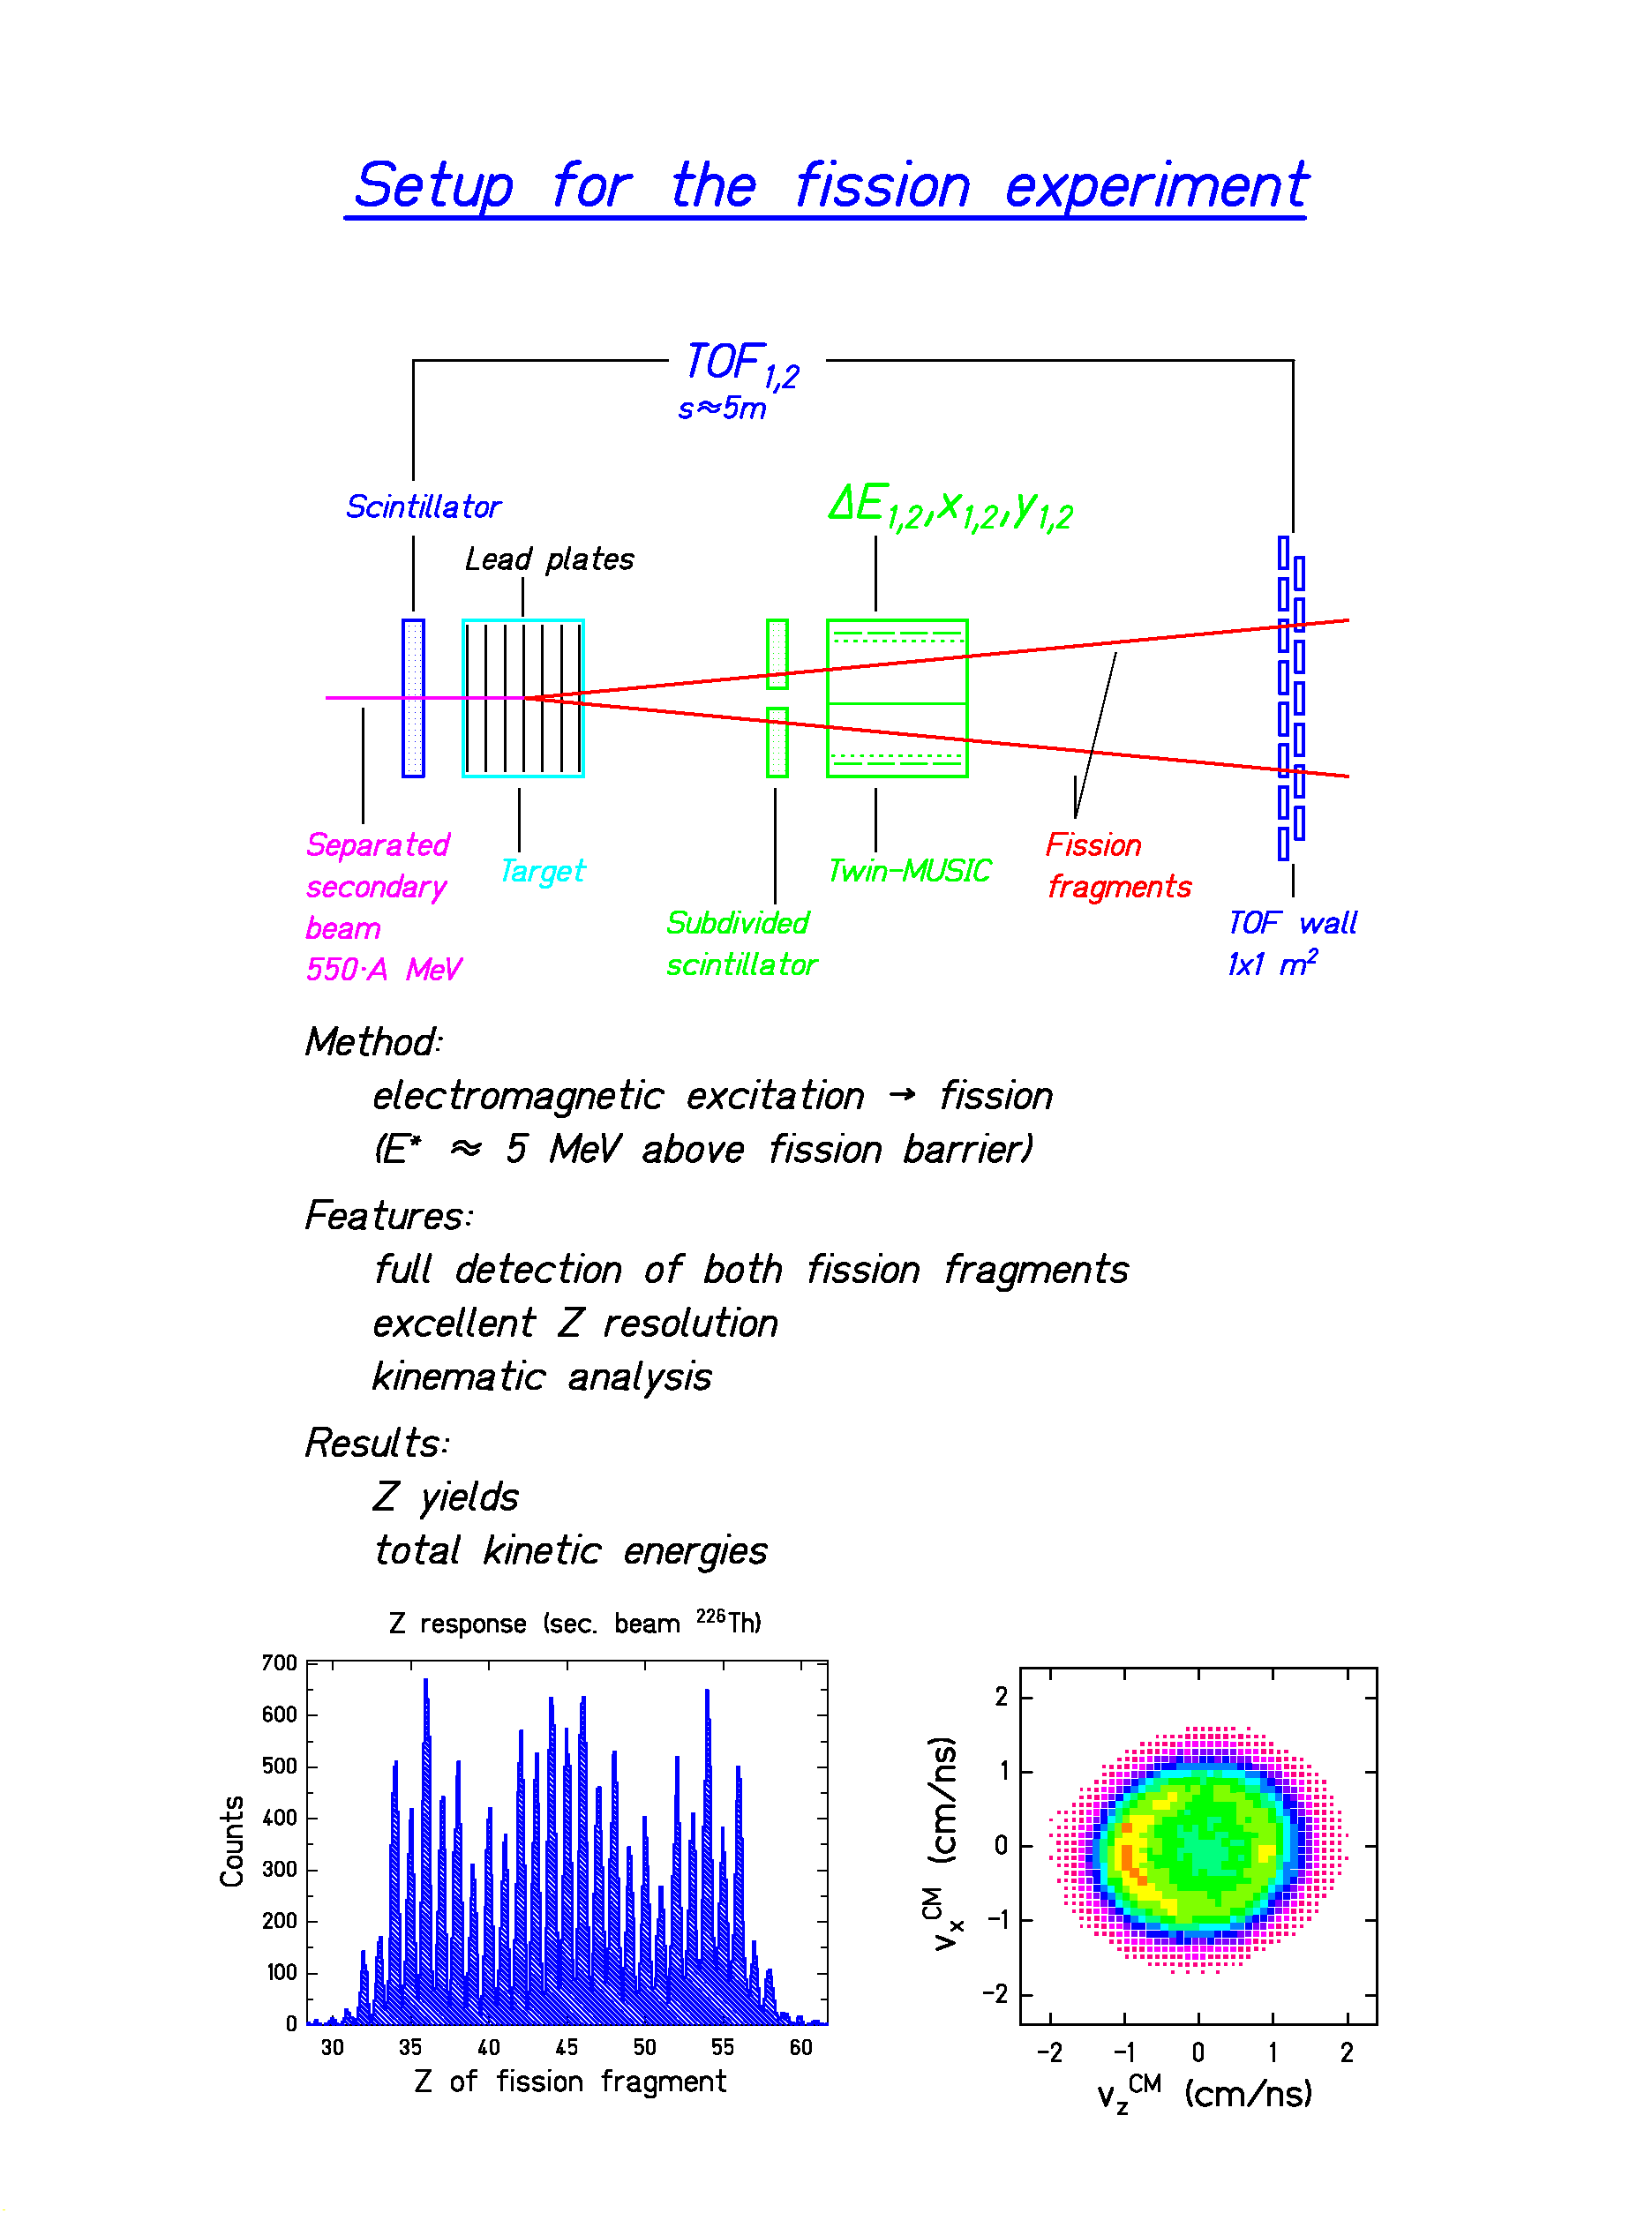 Setup for the fission experiment
TOF1,2
s≈5m
Scintillator
ΔE1,2,x1,2,y1,2
Lead plates
Separated
secondary
beam
550·A MeV
Target
Subdivided
scintillator
Twin-MUSIC
Fission
fragments
TOF wall
1x1 m²
Method:
electromagnetic excitation → fission
(E* ≈ 5 MeV above fission barrier)
Features:
full detection of both fission fragments
excellent Z resolution
kinematic analysis
Results:
Z yields
total kinetic energies
Z response (sec. beam ²²⁶Th)
700
600
500
400
300
200
100
0
Counts
30 35 40 45 50 55 60
Z of fission fragment
2
1
0
−1
−2
vx^CM (cm/ns)
−2 −1 0 1 2
vz^CM (cm/ns)